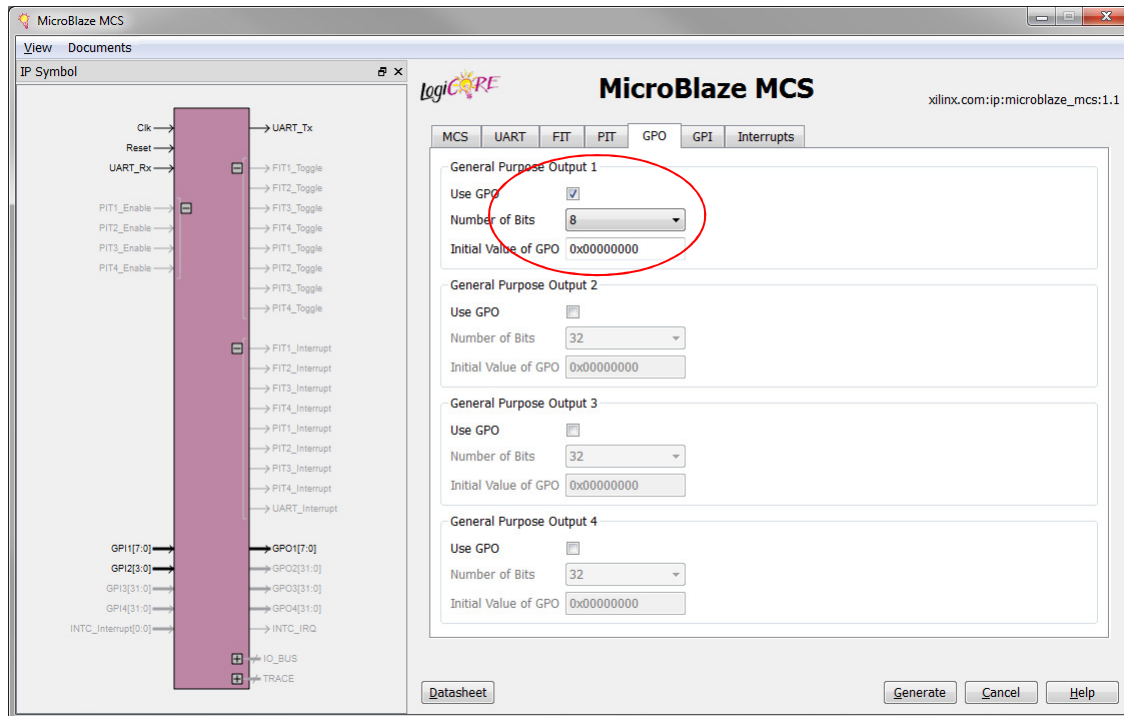 MicroBlaze MCS
View Documents
IP Symbol
Clk
Reset
UART_Rx
PIT1_Enable
PIT2_Enable
PIT3_Enable
PIT4_Enable
GPI1[7:0]
GPI2[3:0]
GPI3[31:0]
GPI4[31:0]
INTC_Interrupt[0:0]
UART_Tx
FIT1_Toggle
FIT2_Toggle
FIT3_Toggle
FIT4_Toggle
PIT1_Toggle
PIT2_Toggle
PIT3_Toggle
PIT4_Toggle
FIT1_Interrupt
FIT2_Interrupt
FIT3_Interrupt
FIT4_Interrupt
PIT1_Interrupt
PIT2_Interrupt
PIT3_Interrupt
PIT4_Interrupt
UART_Interrupt
GPO1[7:0]
GPO2[31:0]
GPO3[31:0]
GPO4[31:0]
INTC_IRQ
IO_BUS
TRACE
LogiCORE
MicroBlaze MCS
xilinx.com:ip:microblaze_mcs:1.1
MCS UART FIT PIT GPO GPI Interrupts
General Purpose Output 1
Use GPO
Number of Bits 8
Initial Value of GPO 0x00000000
General Purpose Output 2
Use GPO
Number of Bits 32
Initial Value of GPO 0x00000000
General Purpose Output 3
Use GPO
Number of Bits 32
Initial Value of GPO 0x00000000
General Purpose Output 4
Use GPO
Number of Bits 32
Initial Value of GPO 0x00000000
Datasheet Generate Cancel Help